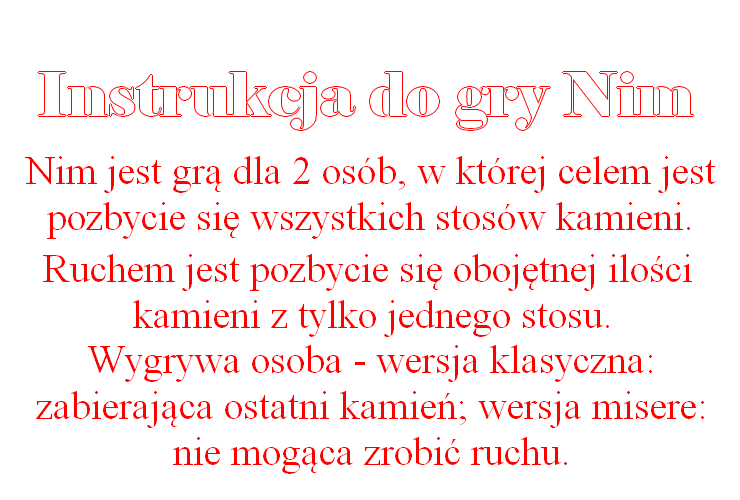 Instrukcja do gry Nim
Nim jest grą dla 2 osób, w której celem jest
pozbycie się wszystkich stosów kamieni.
Ruchem jest pozbycie się obojętnej ilości
kamieni z tylko jednego stosu.
Wygrywa osoba - wersja klasyczna:
zabierająca ostatni kamień; wersja misere:
nie mogąca zrobić ruchu.